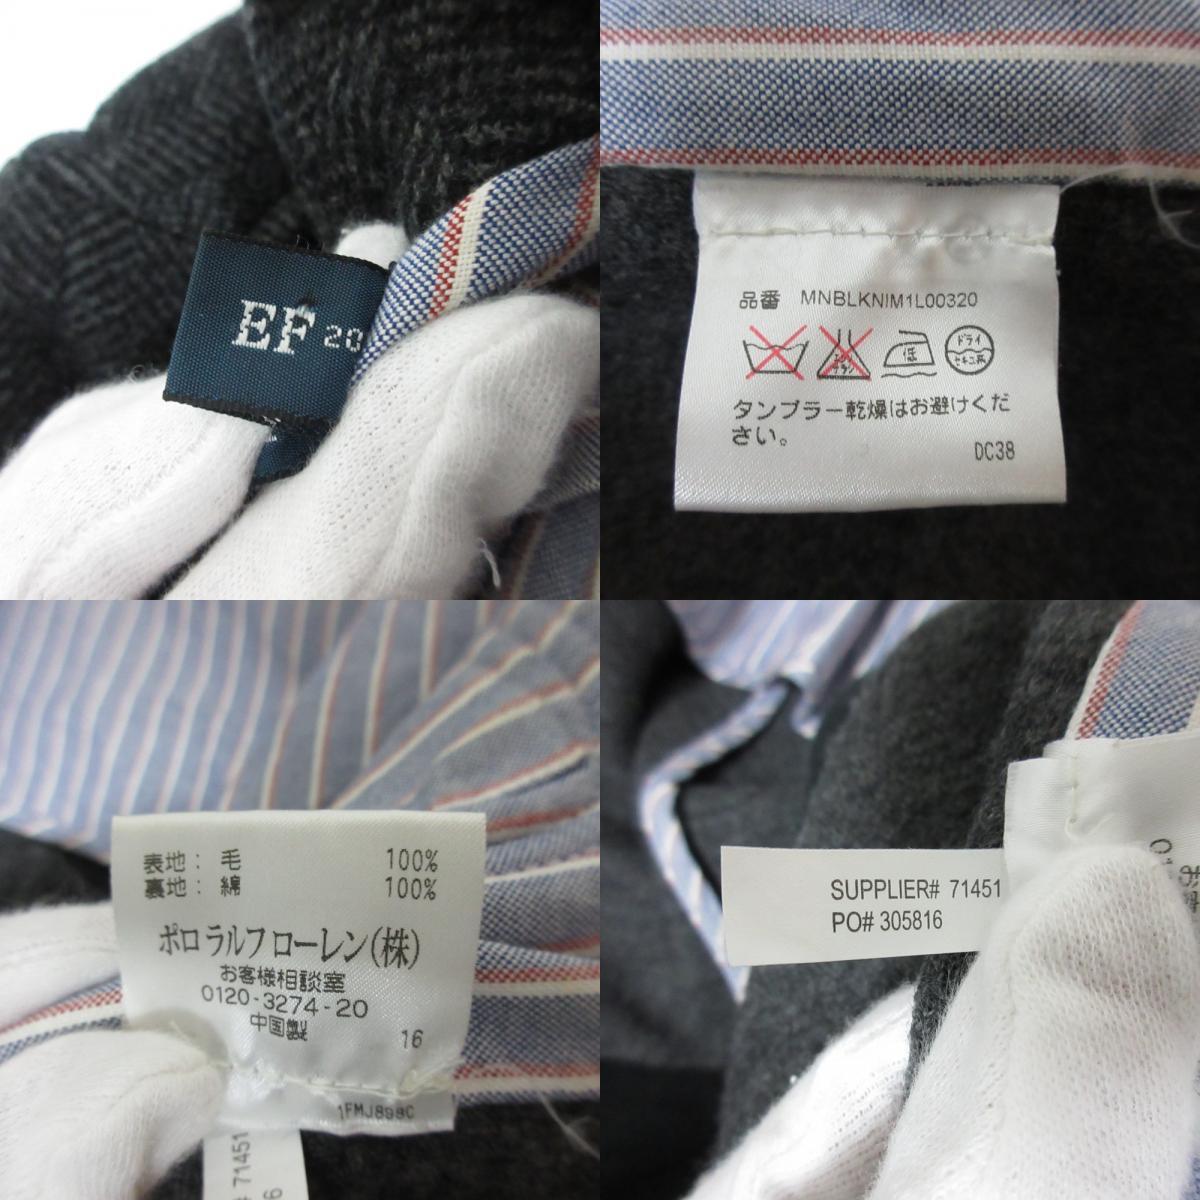 EF 20
品番 MNBLKNIM1L00320
ドライ
セキユ系
タンブラー乾燥はお避けくだ
さい。
DC38
表地: 毛 100%
裏地: 綿 100%
ポロ ラルフ ローレン(株)
お客様相談室
0120-3274-20
中国製
16
1FMJ898C
71451
6
SUPPLIER# 71451
PO# 305816